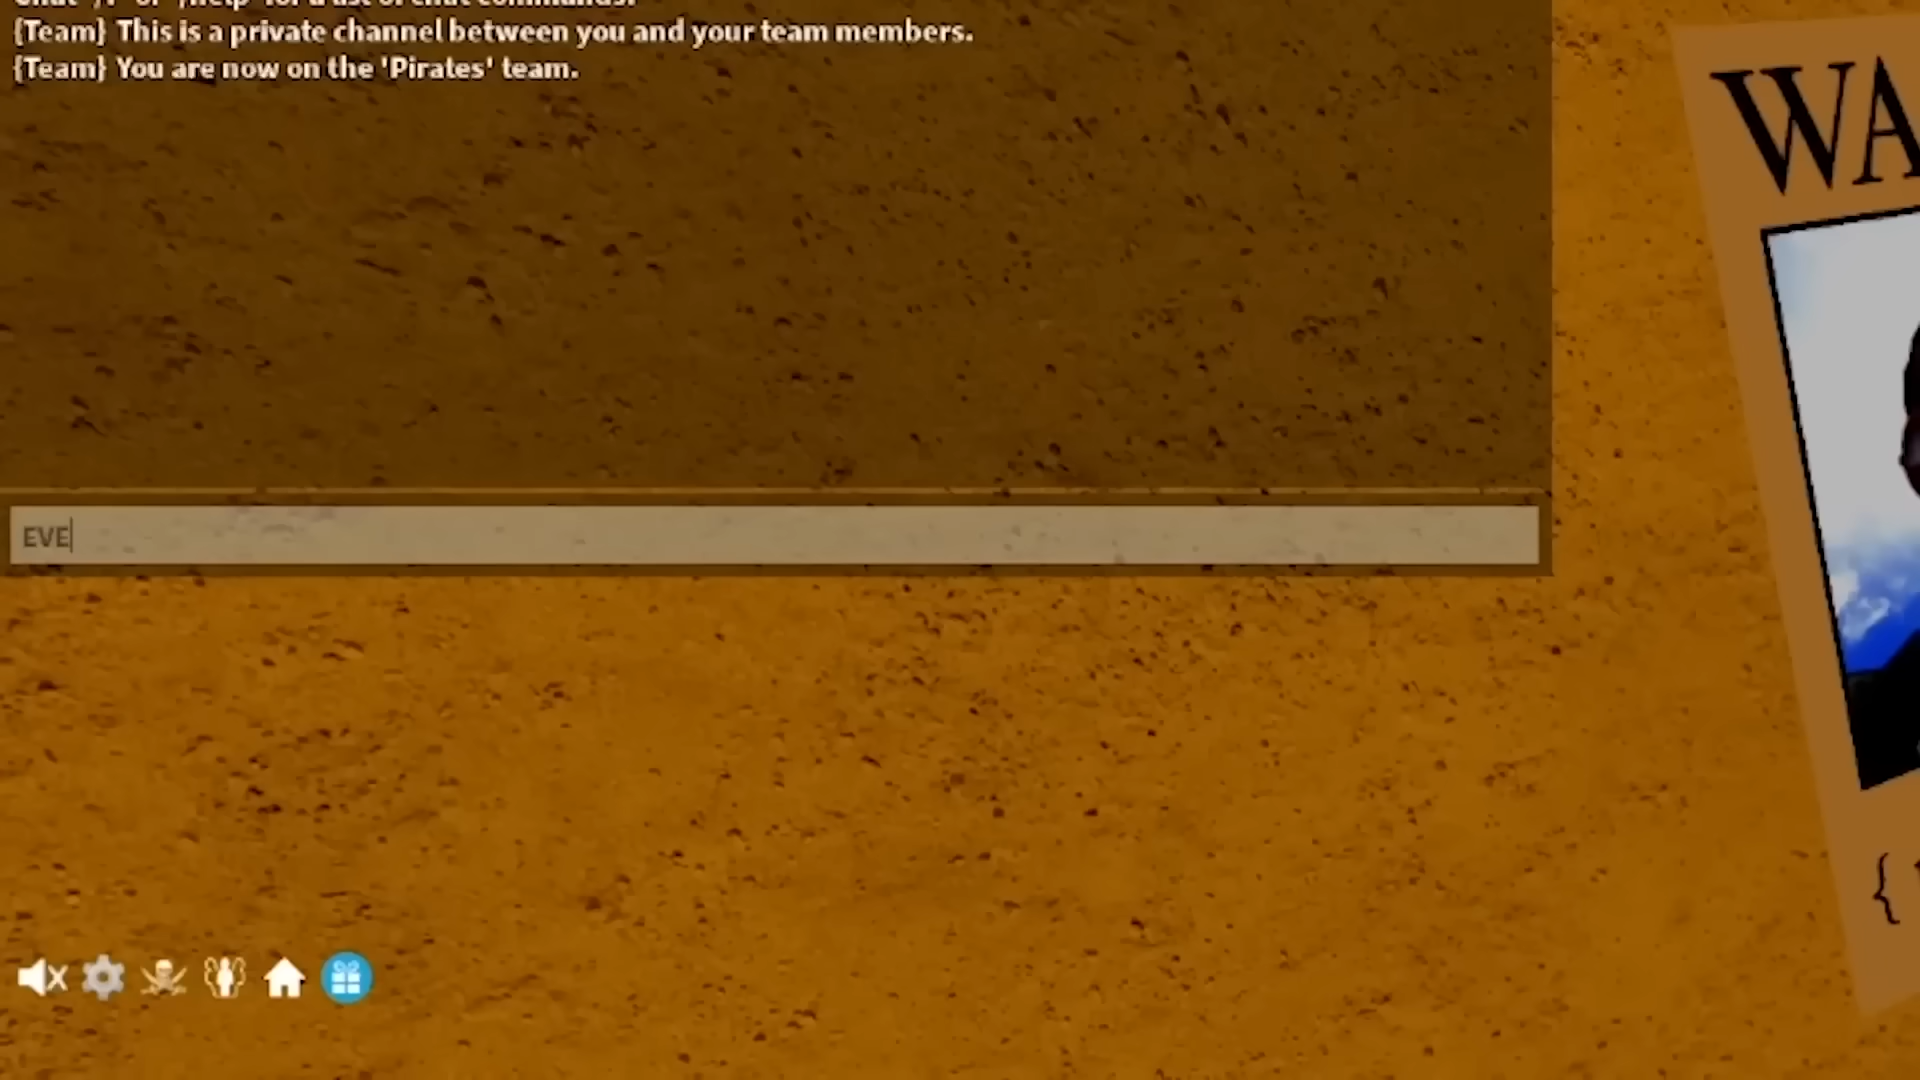 {Team} This is a private channel between you and your team members.
{Team} You are now on the 'Pirates' team.
WA
EVE
{